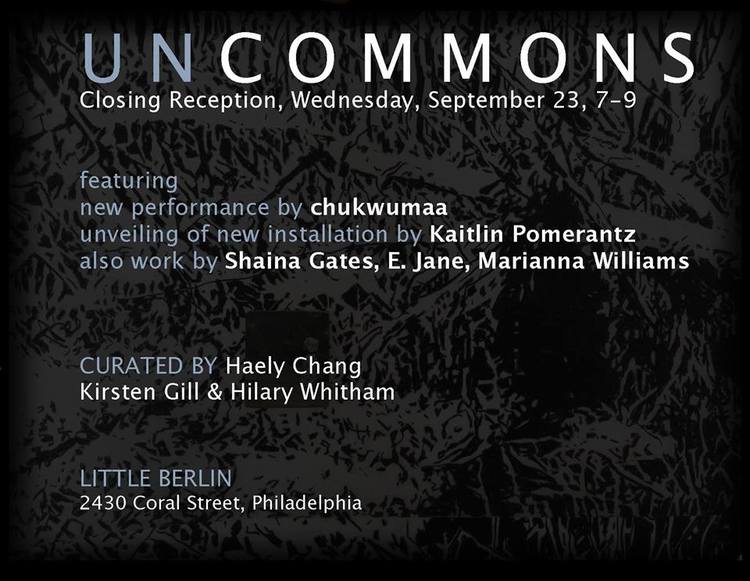 UNCOMMONS
Closing Reception, Wednesday, September 23, 7-9
featuring
new performance by chukwumaa
unveiling of new installation by Kaitlin Pomerantz
also work by Shaina Gates, E. Jane, Marianna Williams
CURATED BY Haely Chang
Kirsten Gill & Hilary Whitham
LITTLE BERLIN
2430 Coral Street, Philadelphia